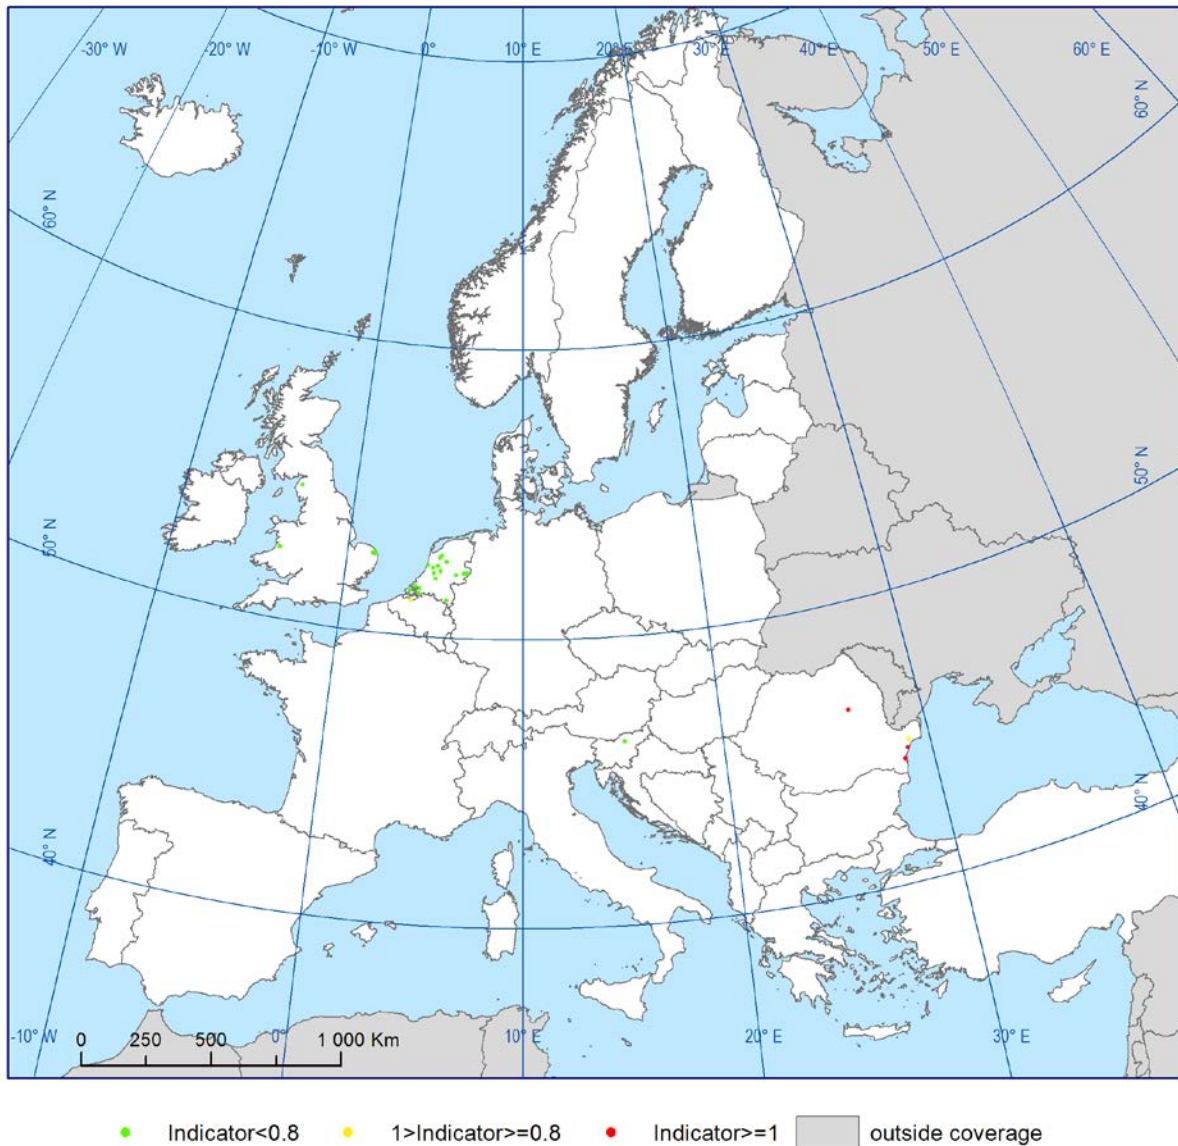 -30° W -20° W -10° W 0° 10° E 20° E 30° E 40° E 50° E 60° E
60° N
60° N
50° N
50° N
40° N
40° N
-10° W 0° 10° E 20° E 30° E
0 250 500 1 000 Km
Indicator<0.8 1>Indicator>=0.8 Indicator>=1 outside coverage